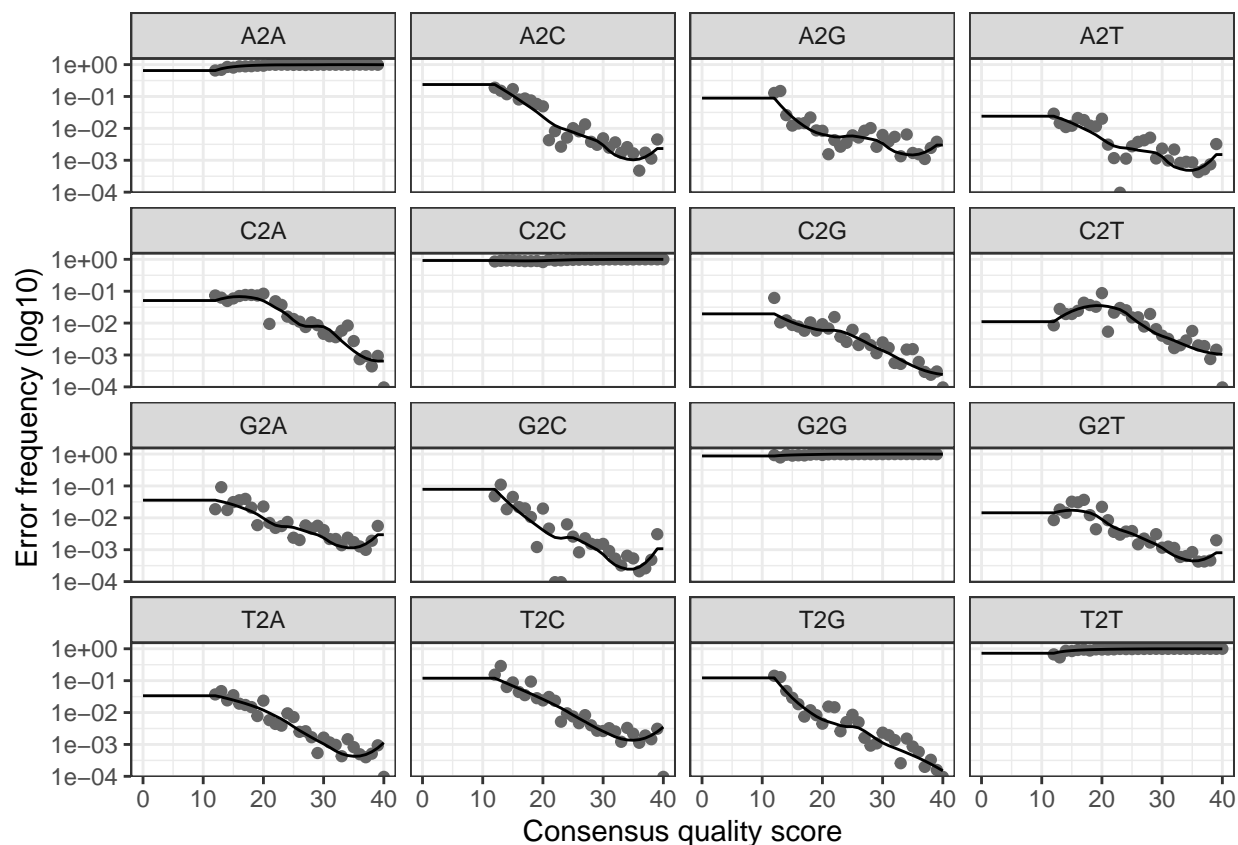 A2A A2C A2G A2T
1e+00
1e−01
1e−02
1e−03
1e−04
C2A C2C C2G C2T
1e+00
1e−01
1e−02
1e−03
1e−04
G2A G2C G2G G2T
1e+00
1e−01
1e−02
1e−03
1e−04
T2A T2C T2G T2T
1e+00
1e−01
1e−02
1e−03
1e−04
0 10 20 30 40 0 10 20 30 40 0 10 20 30 40 0 10 20 30 40
Consensus quality score
Error frequency (log10)